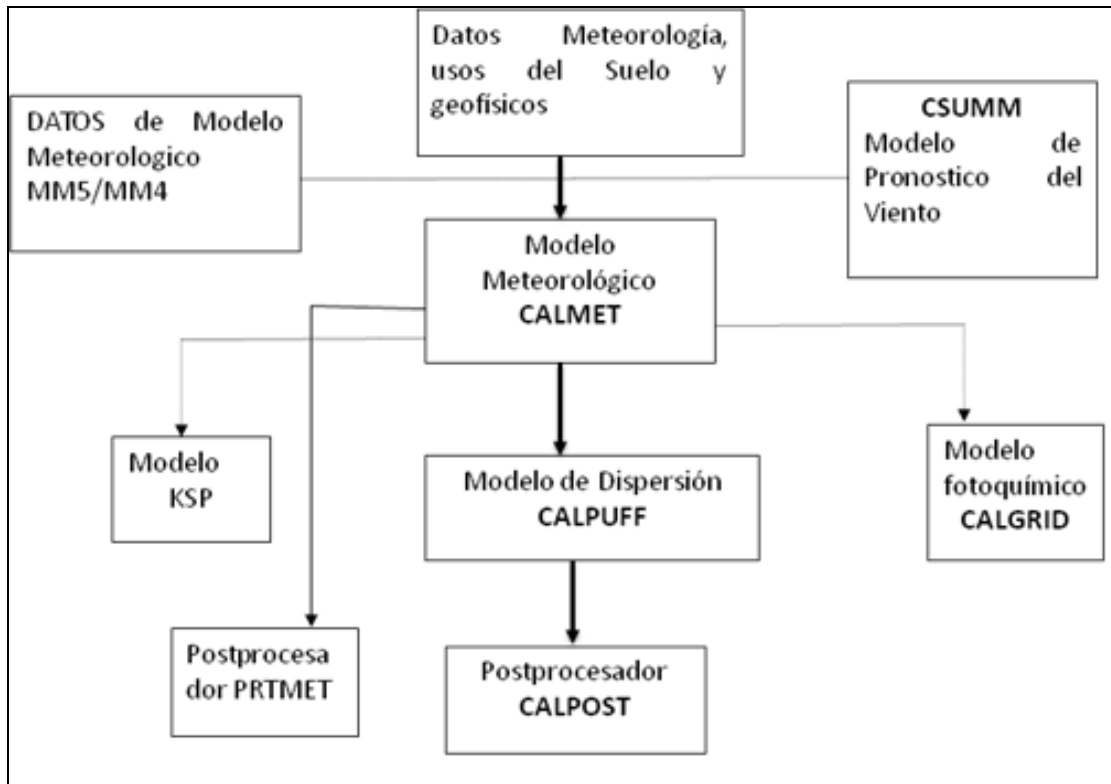 Datos Meteorología,
usos del Suelo y
geofísicos
DATOS de Modelo
Meteorologico
MM5/MM4
CSUMM
Modelo de
Pronostico del
Viento
Modelo
Meteorológico
CALMET
Modelo
KSP
Modelo de Dispersión
CALPUFF
Modelo
fotoquímico
CALGRID
Postprocesa
dor PRTMET
Postprocesador
CALPOST